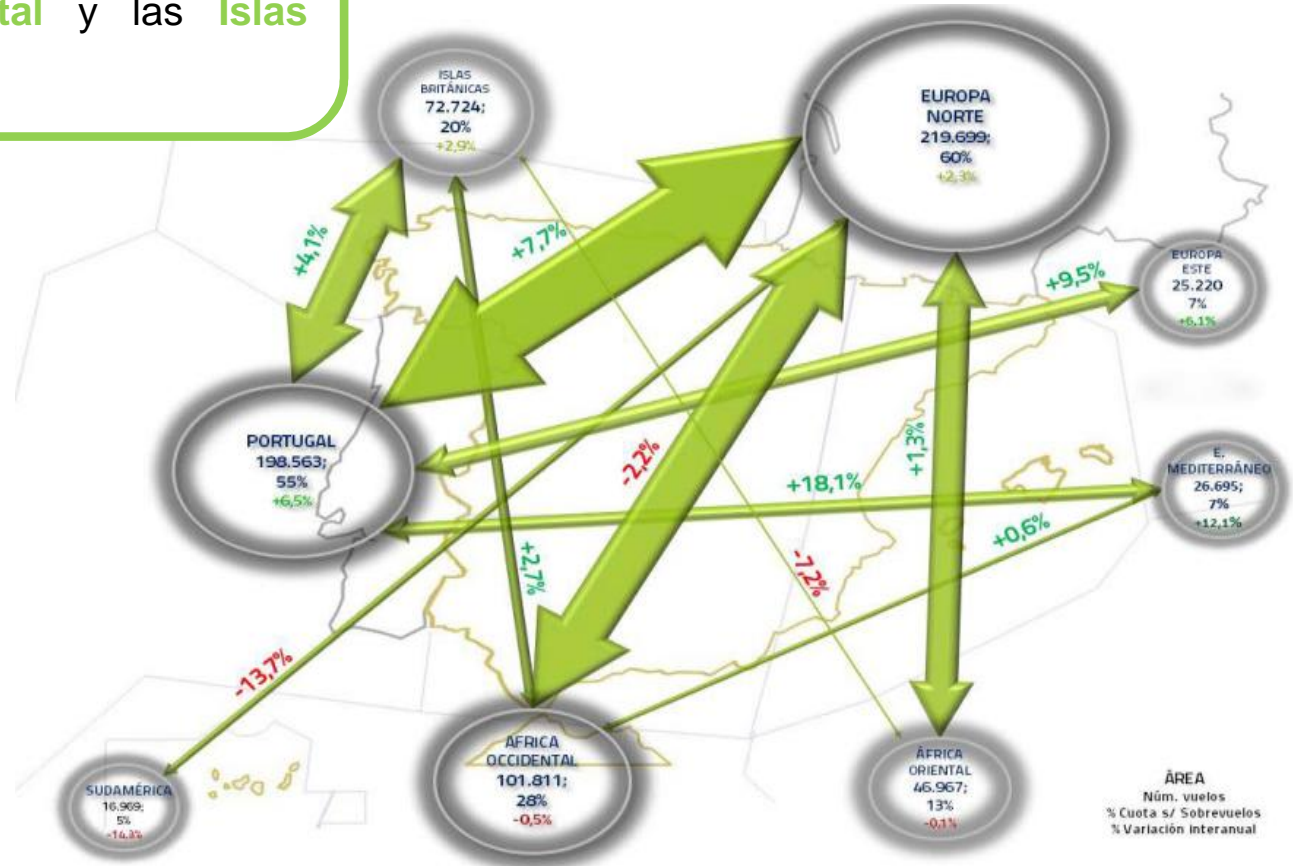 tal y las Islas
ISLAS
BRITÁNICAS
72.724;
20%
+2,9%
EUROPA
NORTE
219.699;
60%
+2,3%
+4,1%
+7,7%
+9,5%
EUROPA
ESTE
25.220
7%
+6,1%
PORTUGAL
198.563;
55%
+6,5%
-2,2%
+1,3%
+18,1%
E.
MEDITERRÁNEO
26.695;
7%
+12,1%
+0,6%
+2,7%
-7,2%
-13,7%
SUDAMÉRICA
16.969;
5%
-14,3%
AFRICA
OCCIDENTAL
101.811;
28%
-0,5%
ÁFRICA
ORIENTAL
46.967;
13%
-0,1%
ÁREA
Núm. vuelos
% Cuota s/ Sobrevuelos
% Variación interanual